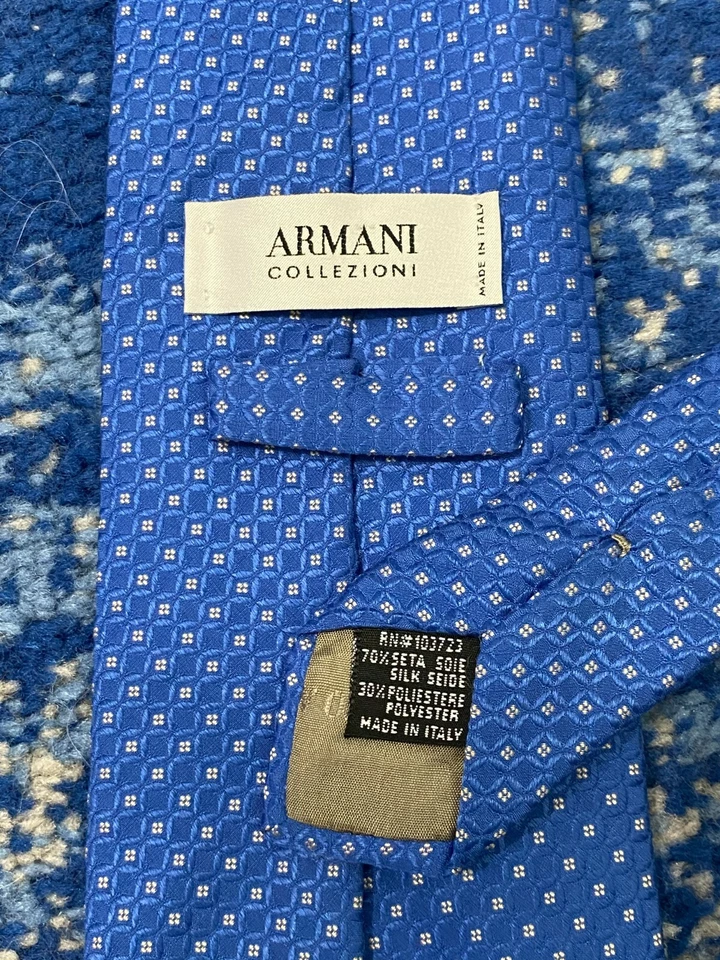 ARMANI
COLLEZIONI
MADE IN ITALY
RN#103723
70%SETA SOIE
SILK SEIDE
30%POLIESTERE
POLYESTER
MADE IN ITALY